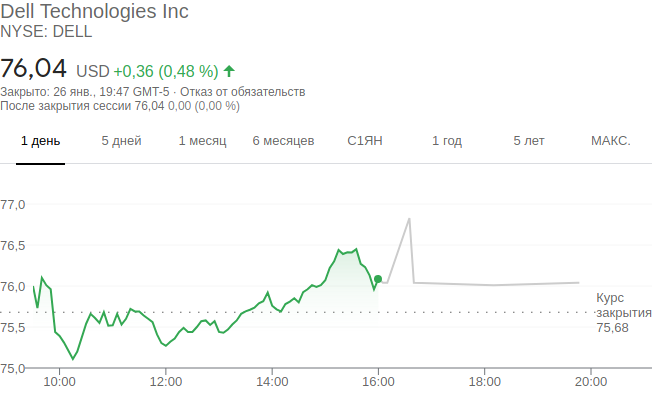 Dell Technologies Inc
NYSE: DELL
76,04 USD +0,36 (0,48 %)
Закрыто: 26 янв., 19:47 GMT-5 · Отказ от обязательств
После закрытия сессии 76,04 0,00 (0,00 %)
1 день 5 дней 1 месяц 6 месяцев С1ЯН 1 год 5 лет МАКС.
77,0
76,5
76,0
Курс
закрытия
75,68
75,5
75,0
10:00 12:00 14:00 16:00 18:00 20:00